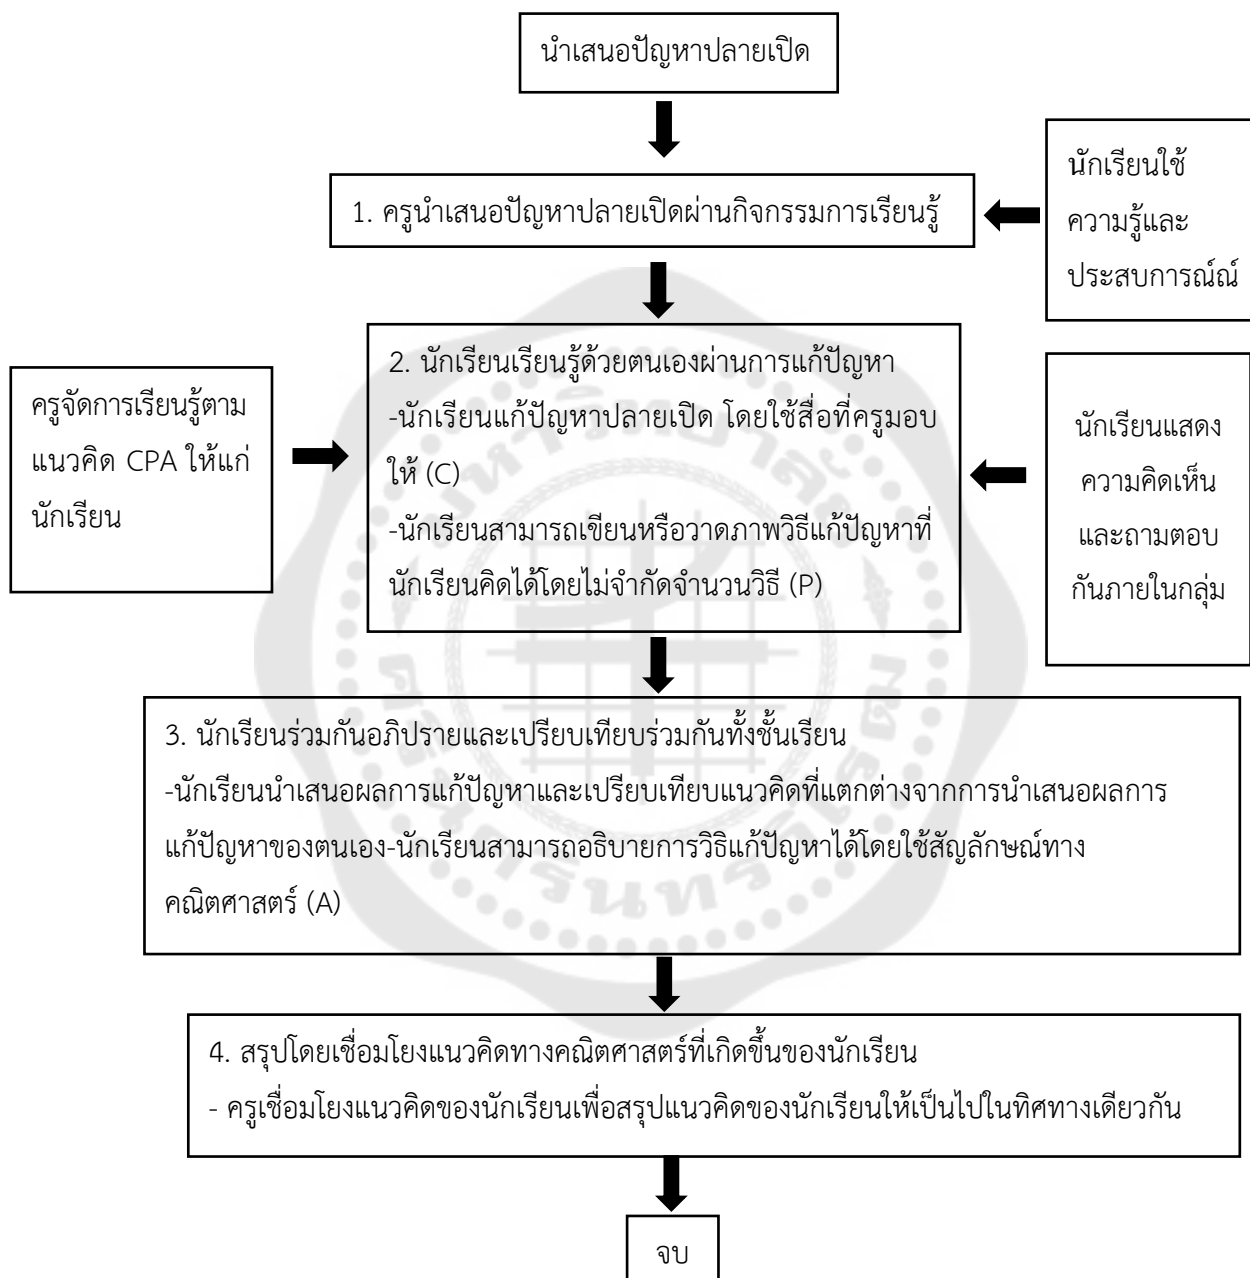 นำเสนอปัญหาปลายเปิด
1. ครูนำเสนอปัญหาปลายเปิดผ่านกิจกรรมการเรียนรู้
นักเรียนใช้
ความรู้และ
ประสบการณ์ณ์
ครูจัดการเรียนรู้ตาม
แนวคิด CPA ให้แก่
นักเรียน
2. นักเรียนเรียนรู้ด้วยตนเองผ่านการแก้ปัญหา
-นักเรียนแก้ปัญหาปลายเปิด โดยใช้สื่อที่ครูมอบ
ให้ (C)
-นักเรียนสามารถเขียนหรือวาดภาพวิธีแก้ปัญหาที่
นักเรียนคิดได้โดยไม่จำกัดจำนวนวิธี (P)
นักเรียนแสดง
ความคิดเห็น
และถามตอบ
กันภายในกลุ่ม
3. นักเรียนร่วมกันอภิปรายและเปรียบเทียบร่วมกันทั้งชั้นเรียน
-นักเรียนนำเสนอผลการแก้ปัญหาและเปรียบเทียบแนวคิดที่แตกต่างจากการนำเสนอผลการ
แก้ปัญหาของตนเอง-นักเรียนสามารถอธิบายการวิธีแก้ปัญหาได้โดยใช้สัญลักษณ์ทาง
คณิตศาสตร์ (A)
4. สรุปโดยเชื่อมโยงแนวคิดทางคณิตศาสตร์ที่เกิดขึ้นของนักเรียน
- ครูเชื่อมโยงแนวคิดของนักเรียนเพื่อสรุปแนวคิดของนักเรียนให้เป็นไปในทิศทางเดียวกัน
จบ